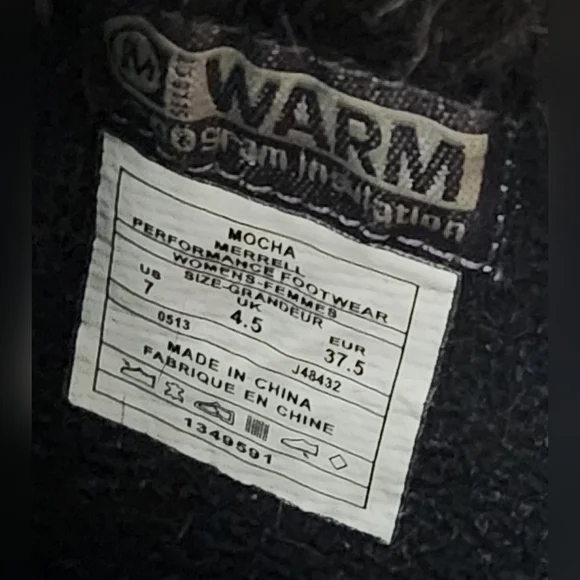 M WARM
gram insulation
MOCHA
MERRELL
PERFORMANCE FOOTWEAR
WOMENS-FEMMES
SIZE-GRANDEUR
US UK EUR
7 4.5 37.5
0513 J48432
MADE IN CHINA
FABRIQUE EN CHINE
1349591